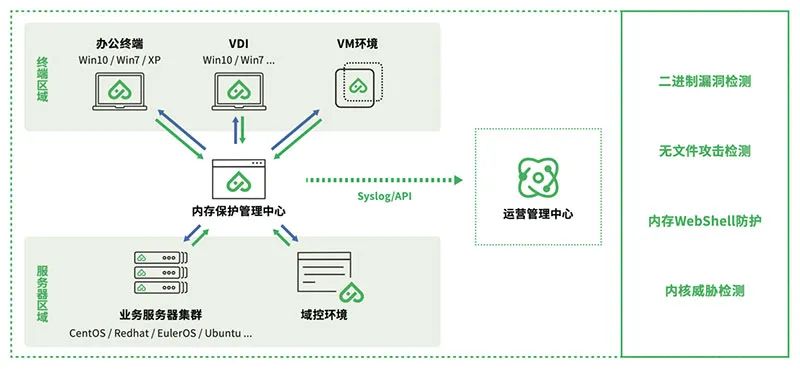 终端区域
办公终端
Win10 / Win7 / XP
VDI
Win10 / Win7 ...
VM环境
内存保护管理中心
Syslog/API
运营管理中心
服务器区域
业务服务器集群
CentOS / Redhat / EulerOS / Ubuntu ...
域控环境
二进制漏洞检测
无文件攻击检测
内存WebShell防护
内核威胁检测